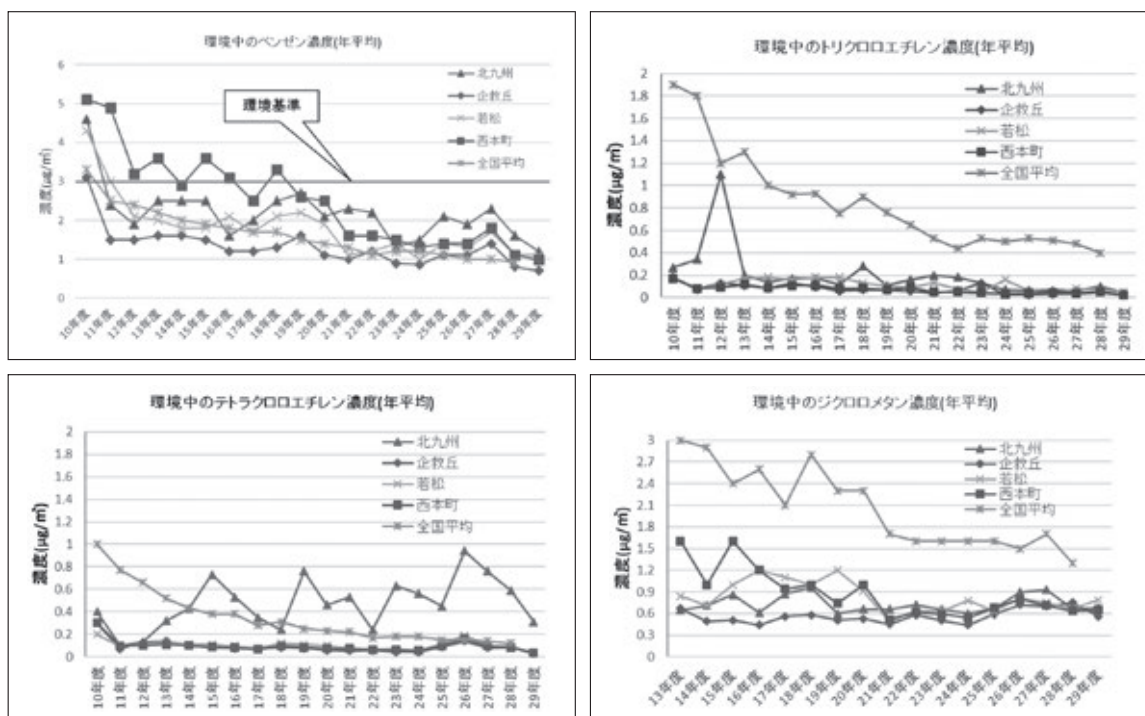 環境中のベンゼン濃度(年平均)
6
5
4
3
2
1
0
濃度(μg/㎥)
環境基準
北九州
企救丘
若松
西本町
全国平均
10年度 11年度 12年度 13年度 14年度 15年度 16年度 17年度 18年度 19年度 20年度 21年度 22年度 23年度 24年度 25年度 26年度 27年度 28年度 29年度
環境中のトリクロロエチレン濃度(年平均)
2
1.8
1.6
1.4
1.2
1
0.8
0.6
0.4
0.2
0
濃度(μg/㎥)
北九州
企救丘
若松
西本町
全国平均
10年度 11年度 12年度 13年度 14年度 15年度 16年度 17年度 18年度 19年度 20年度 21年度 22年度 23年度 24年度 25年度 26年度 27年度 28年度 29年度
環境中のテトラクロロエチレン濃度(年平均)
2
1.8
1.6
1.4
1.2
1
0.8
0.6
0.4
0.2
0
濃度(μg/㎥)
北九州
企救丘
若松
西本町
全国平均
10年度 11年度 12年度 13年度 14年度 15年度 16年度 17年度 18年度 19年度 20年度 21年度 22年度 23年度 24年度 25年度 26年度 27年度 28年度 29年度
環境中のジクロロメタン濃度(年平均)
3
2.7
2.4
2.1
1.8
1.5
1.2
0.9
0.6
0.3
0
濃度(μg/㎥)
北九州
企救丘
若松
西本町
全国平均
13年度 14年度 15年度 16年度 17年度 18年度 19年度 20年度 21年度 22年度 23年度 24年度 25年度 26年度 27年度 28年度 29年度